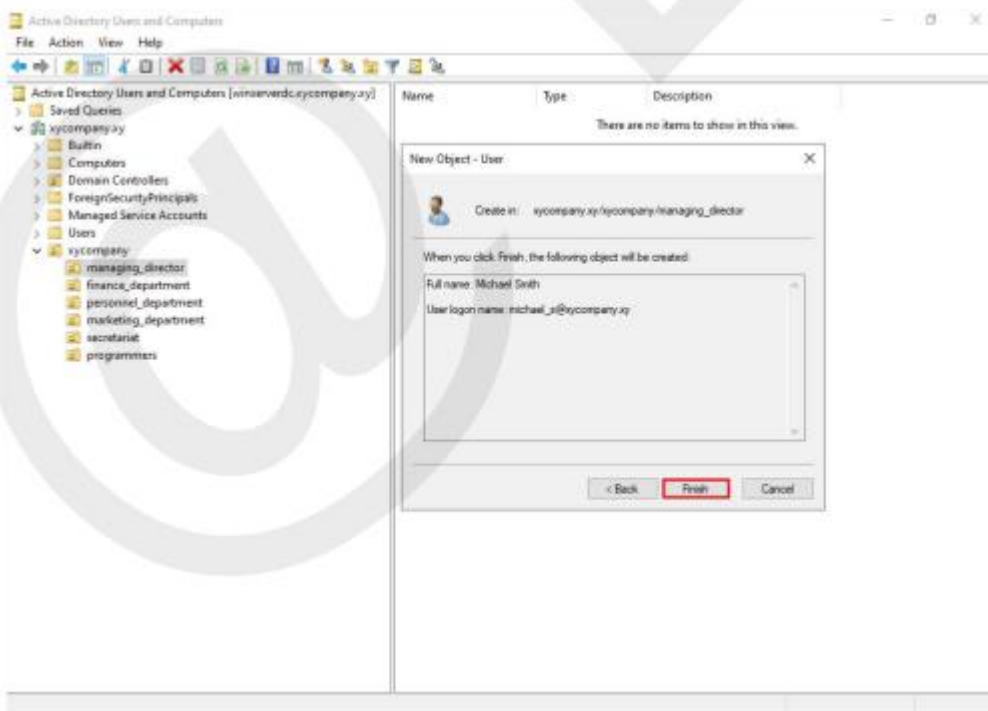 Active Directory Users and Computers
File Action View Help
Active Directory Users and Computers [winserverdc.xycompany.xy]
Saved Queries
xycompany.xy
Builtin
Computers
Domain Controllers
ForeignSecurityPrincipals
Managed Service Accounts
Users
xycompany
managing_director
finance_department
personnel_department
marketing_department
secretariat
programmers
Name Type Description
There are no items to show in this view.
New Object - User
Create in: xycompany.xy/xycompany/managing_director
When you click Finish, the following object will be created:
Full name: Michael Smith
User logon name: michael_s@xycompany.xy
< Back Finish Cancel